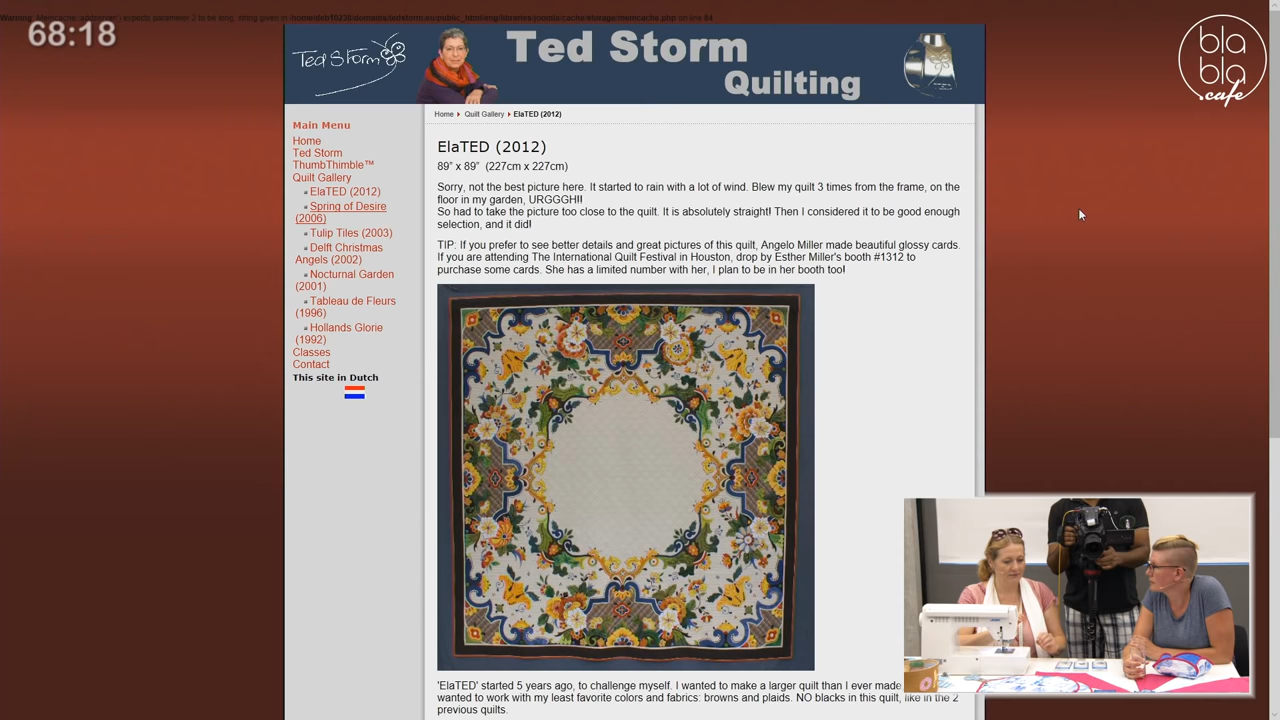 68:18
bla
bla
.cafe
Ted Storm
Ted Storm
Quilting
Home Quilt Gallery ElaTED (2012)
Main Menu
Home
Ted Storm
ThumbThimble™
Quilt Gallery
ElaTED (2012)
Spring of Desire
(2006)
Tulip Tiles (2003)
Delft Christmas
Angels (2002)
Nocturnal Garden
(2001)
Tableau de Fleurs
(1996)
Hollands Glorie
(1992)
Classes
Contact
This site in Dutch
ElaTED (2012)
89” x 89” (227cm x 227cm)
Sorry, not the best picture here. It started to rain with a lot of wind. Blew my quilt 3 times from the frame, on the
floor in my garden, URGGGH!!
So had to take the picture too close to the quilt. It is absolutely straight! Then I considered it to be good enough
selection, and it did!
TIP: If you prefer to see better details and great pictures of this quilt, Angelo Miller made beautiful glossy cards.
If you are attending The International Quilt Festival in Houston, drop by Esther Miller's booth #1312 to
purchase some cards. She has a limited number with her, I plan to be in her booth too!
'ElaTED' started 5 years ago, to challenge myself. I wanted to make a larger quilt than I ever made
wanted to work with my least favorite colors and fabrics: browns and plaids. NO blacks in this quilt, like in the 2
previous quilts.